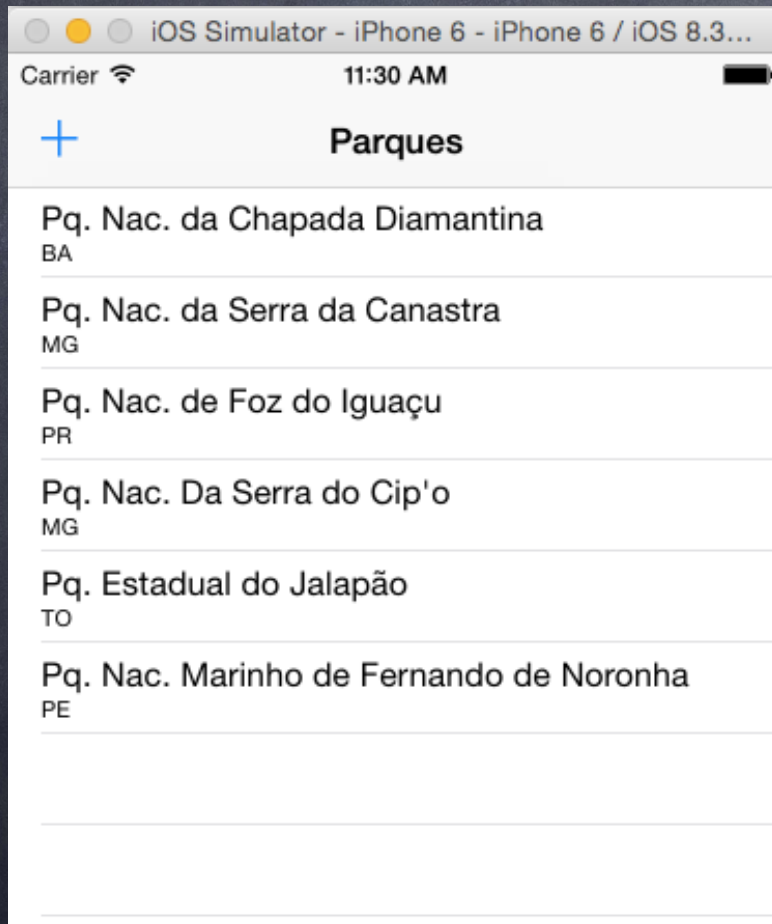 iOS Simulator - iPhone 6 - iPhone 6 / iOS 8.3...
Carrier 11:30 AM
+ Parques
Pq. Nac. da Chapada Diamantina
BA
Pq. Nac. da Serra da Canastra
MG
Pq. Nac. de Foz do Iguaçu
PR
Pq. Nac. Da Serra do Cip'o
MG
Pq. Estadual do Jalapão
TO
Pq. Nac. Marinho de Fernando de Noronha
PE